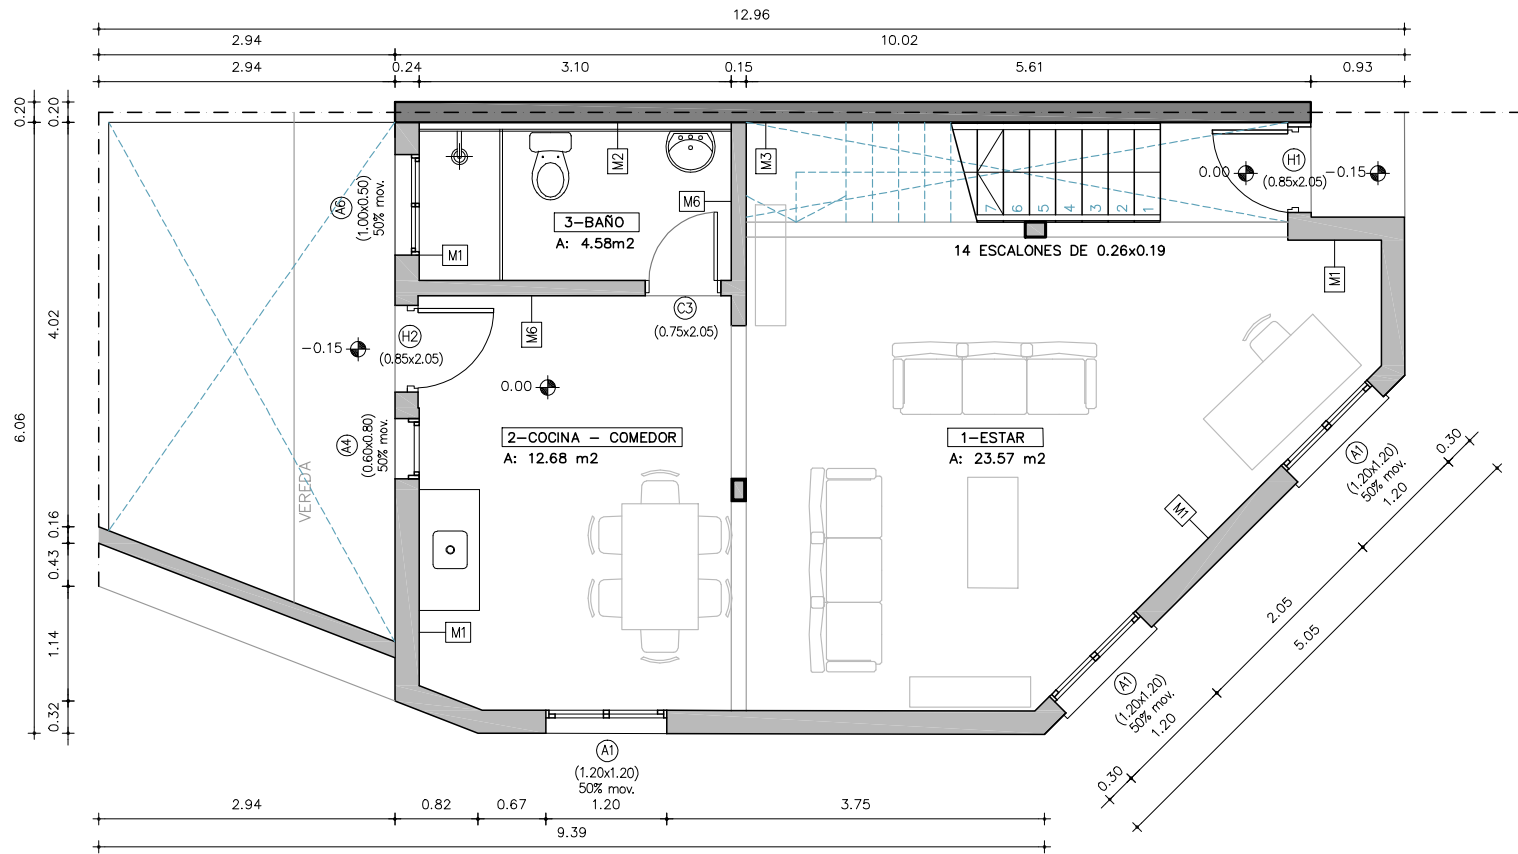 12.96
2.94
10.02
2.94
0.24
3.10
0.15
5.61
0.93
0.20
0.20
M2
M3
H1
(0.85x2.05)
0.00
-0.15
A6
(1.00x0.50)
50% mov.
M6
3-BAÑO
A: 4.58m2
7
6
5
4
3
2
1
M1
14 ESCALONES DE 0.26x0.19
M1
4.02
6.06
-0.15
H2
(0.85x2.05)
M6
C3
(0.75x2.05)
0.00
A4
(0.60x0.80)
50% mov.
2-COCINA - COMEDOR
A: 12.68 m2
1-ESTAR
A: 23.57 m2
VEREDA
A1
(1.20x1.20)
50% mov.
1.20
0.30
M1
0.16
0.43
1.14
0.32
M1
2.05
5.05
A1
(1.20x1.20)
50% mov.
1.20
0.30
A1
(1.20x1.20)
50% mov.
2.94
0.82
0.67
1.20
3.75
9.39